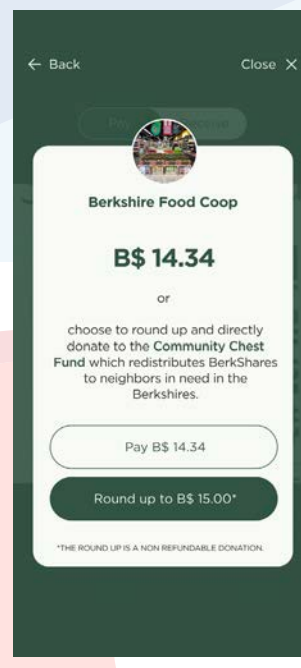 ← Back
Close X
Pay
Receive
Berkshire Food Coop
B$ 14.34
or
choose to round up and directly
donate to the Community Chest
Fund which redistributes BerkShares
to neighbors in need in the
Berkshires.
Pay B$ 14.34
Round up to B$ 15.00*
*THE ROUND UP IS A NON REFUNDABLE DONATION.